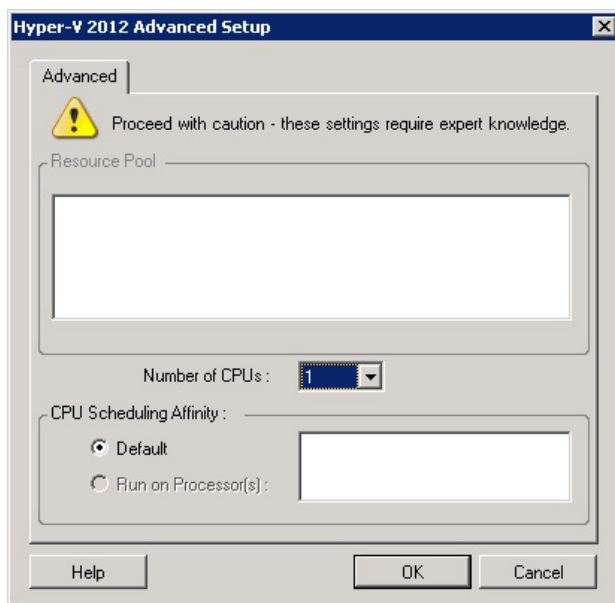 Hyper-V 2012 Advanced Setup
Advanced
Proceed with caution - these settings require expert knowledge.
Resource Pool
Number of CPUs :
1
CPU Scheduling Affinity :
Default
Run on Processor(s) :
Help
OK
Cancel